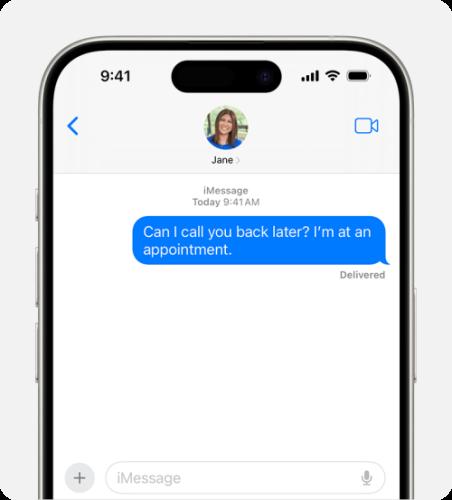 9:41
Jane
iMessage
Today 9:41 AM
Can I call you back later? I'm at an
appointment.
Delivered
iMessage